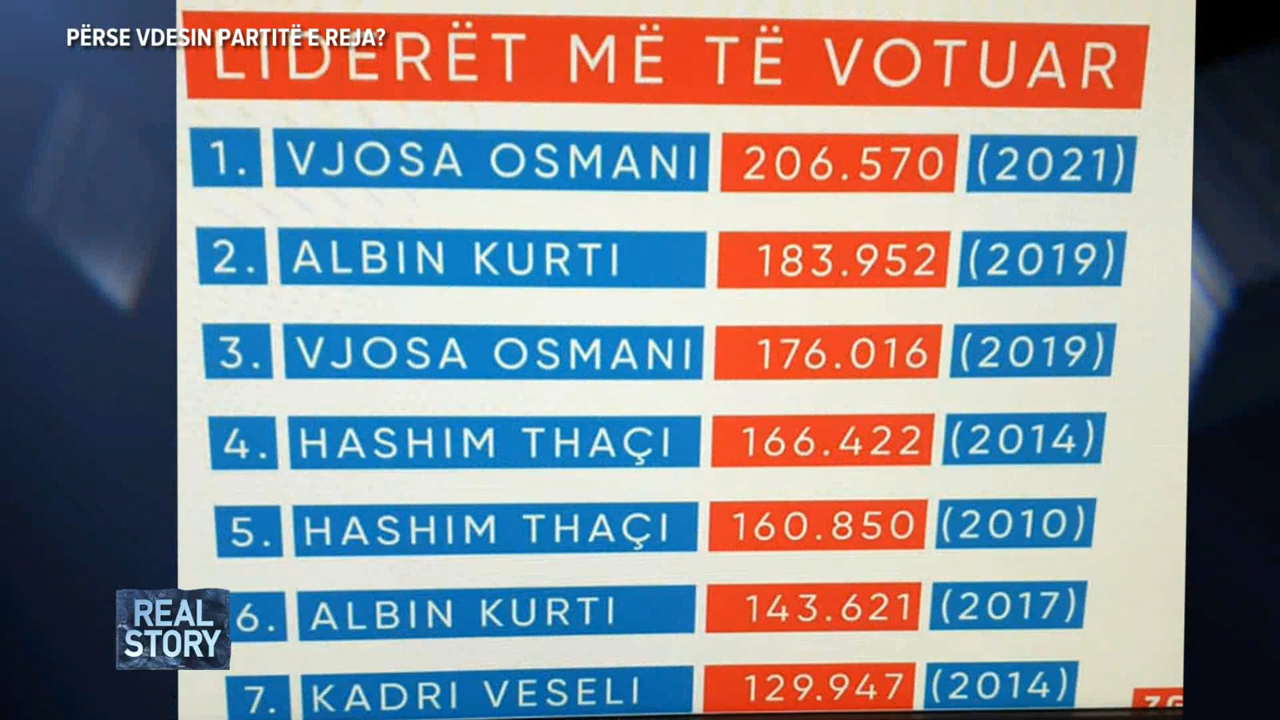 PËRSE VDESIN PARTITË E REJA?
LIDERËT MË TË VOTUAR
1. VJOSA OSMANI 206.570 (2021)
2. ALBIN KURTI 183.952 (2019)
3. VJOSA OSMANI 176.016 (2019)
4. HASHIM THAÇI 166.422 (2014)
5. HASHIM THAÇI 160.850 (2010)
6. ALBIN KURTI 143.621 (2017)
7. KADRI VESELI 129.947 (2014)
REAL
STORY